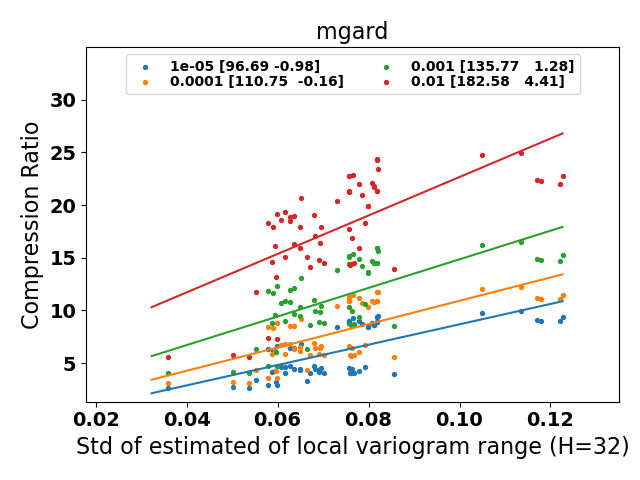 mgard
1e-05 [96.69 -0.98]
0.0001 [110.75  -0.16]
0.001 [135.77   1.28]
0.01 [182.58   4.41]
Compression Ratio
30
25
20
15
10
5
0.02 0.04 0.06 0.08 0.10 0.12
Std of estimated of local variogram range (H=32)